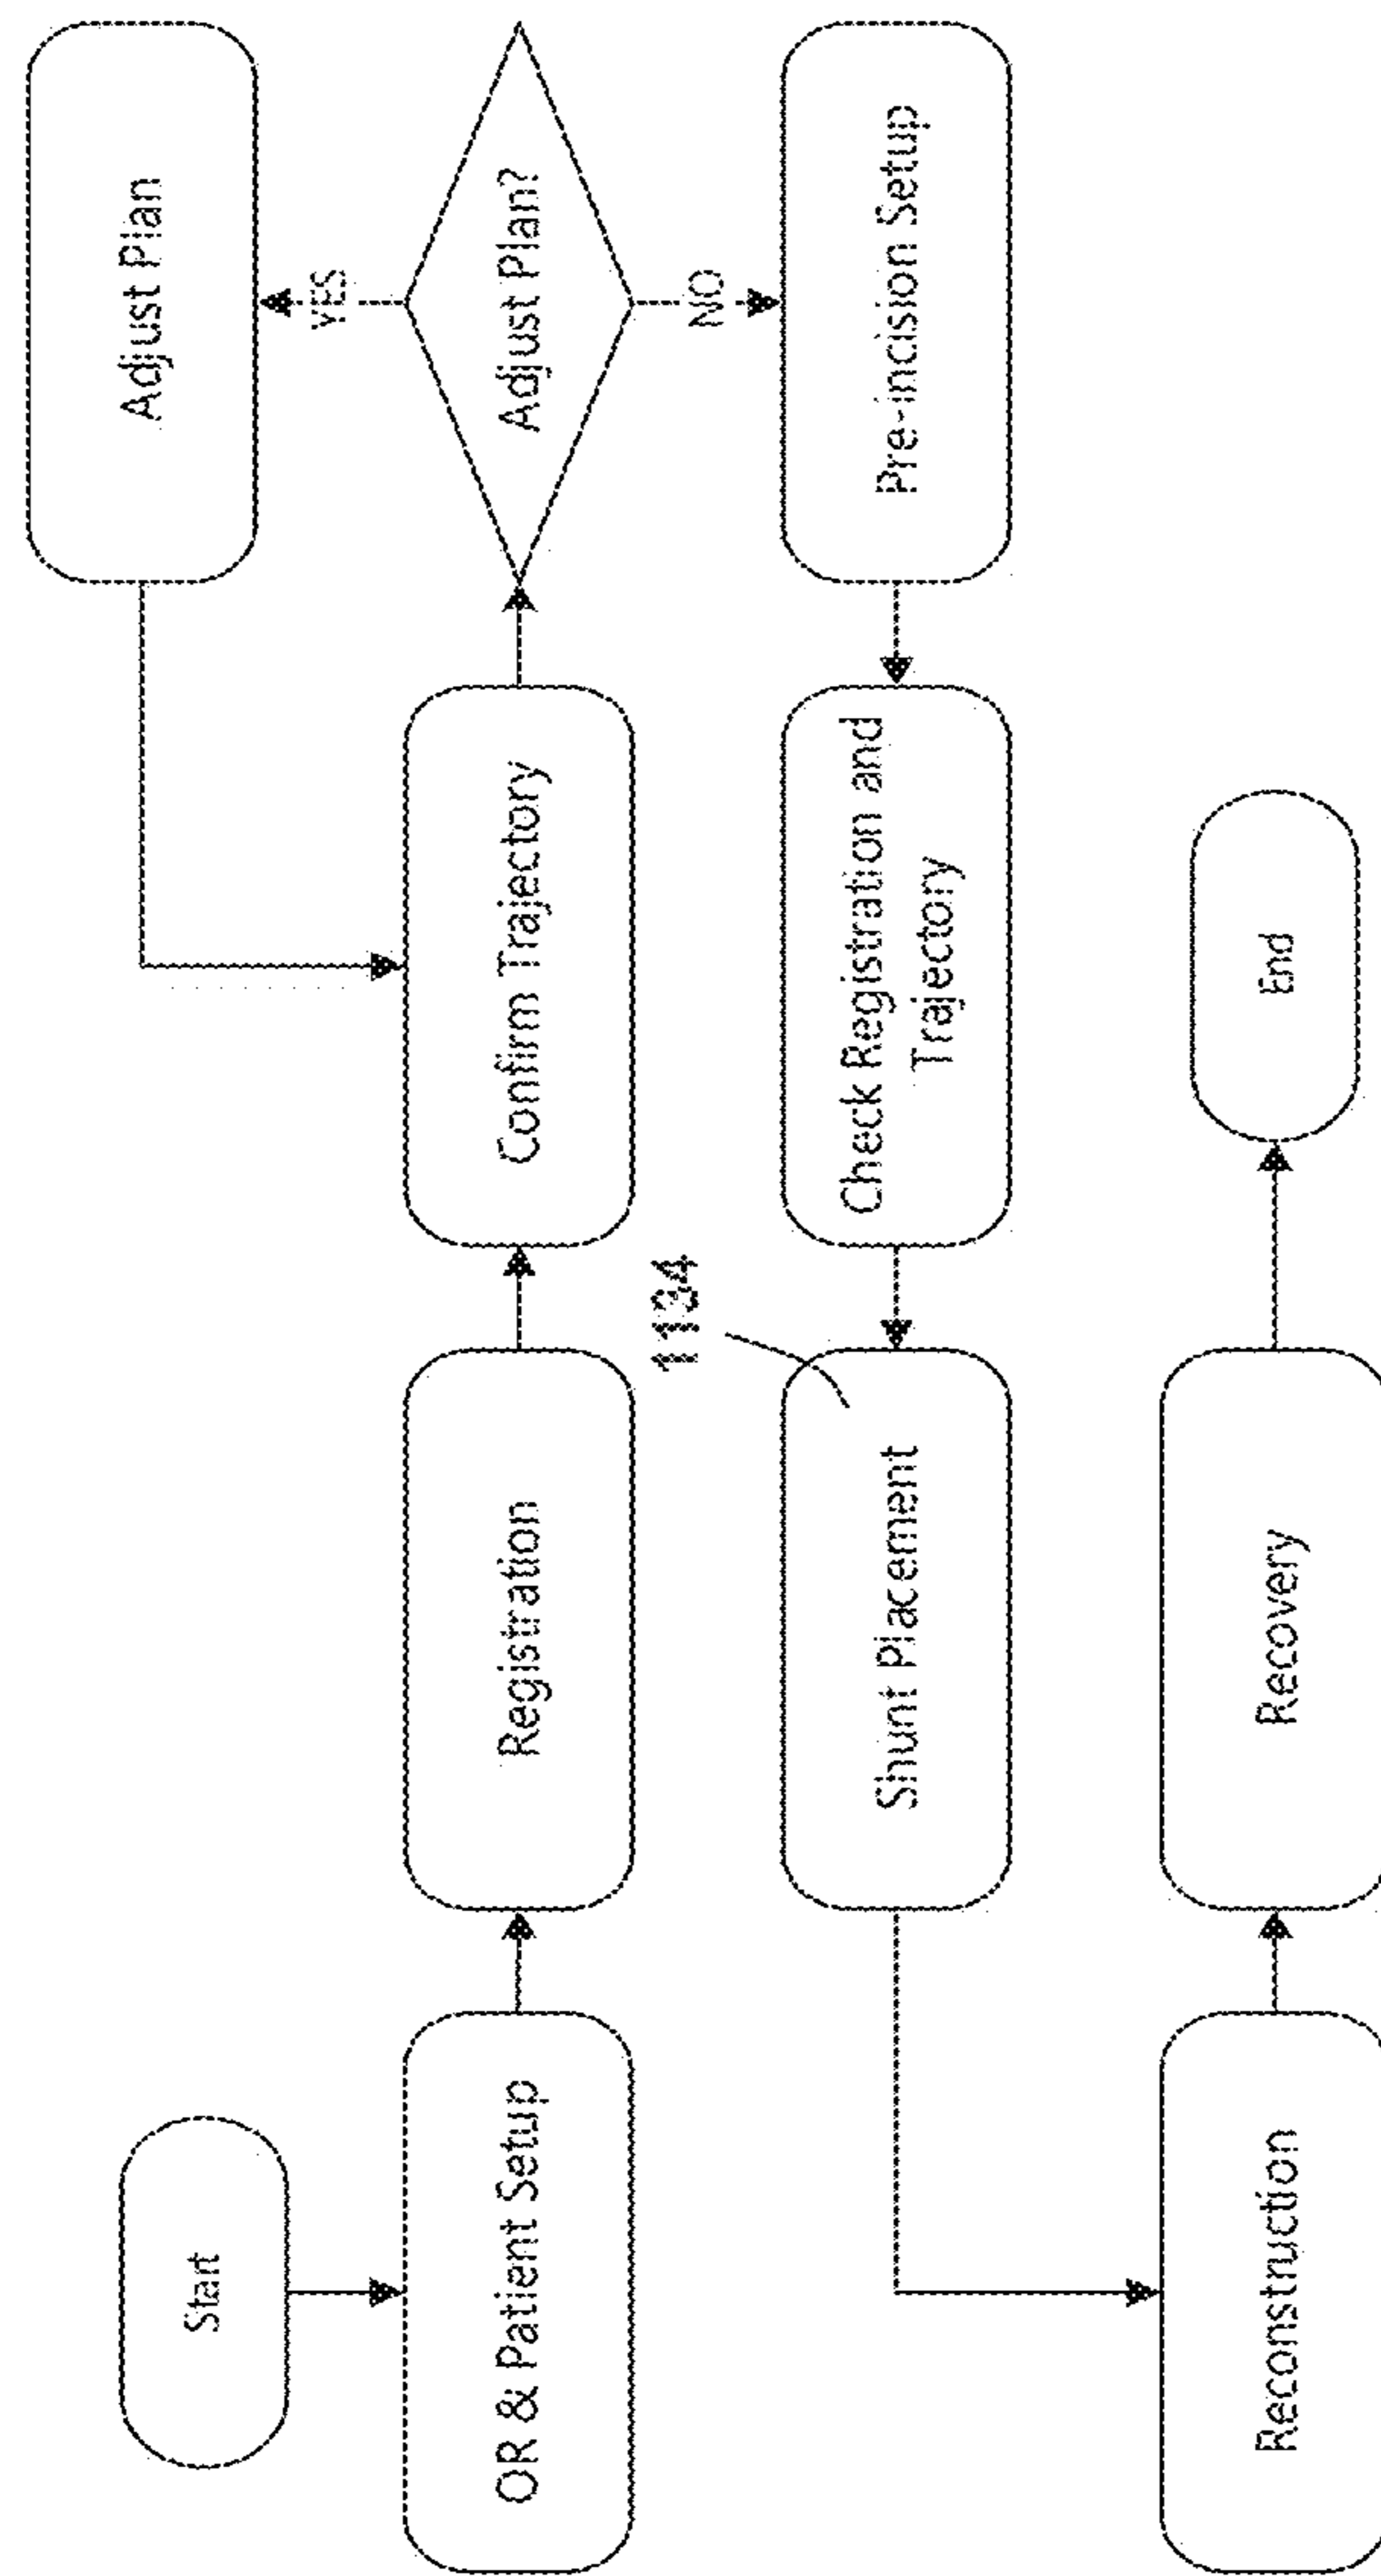 Start
OR & Patient Setup
Registration
Confirm Trajectory
Adjust Plan?
YES
Adjust Plan
NO
Pre-incision Setup
Check Registration and
Trajectory
1134
Shunt Placement
Reconstruction
Recovery
End